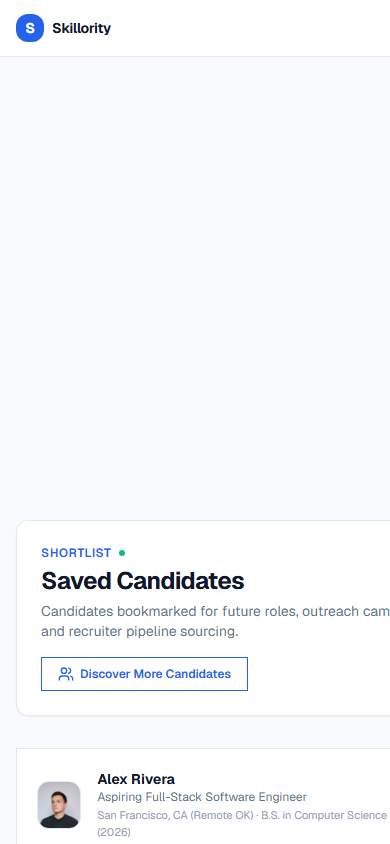 S Skillority
SHORTLIST
Saved Candidates
Candidates bookmarked for future roles, outreach cam
and recruiter pipeline sourcing.
Discover More Candidates
Alex Rivera
Aspiring Full-Stack Software Engineer
San Francisco, CA (Remote OK) · B.S. in Computer Science
(2026)